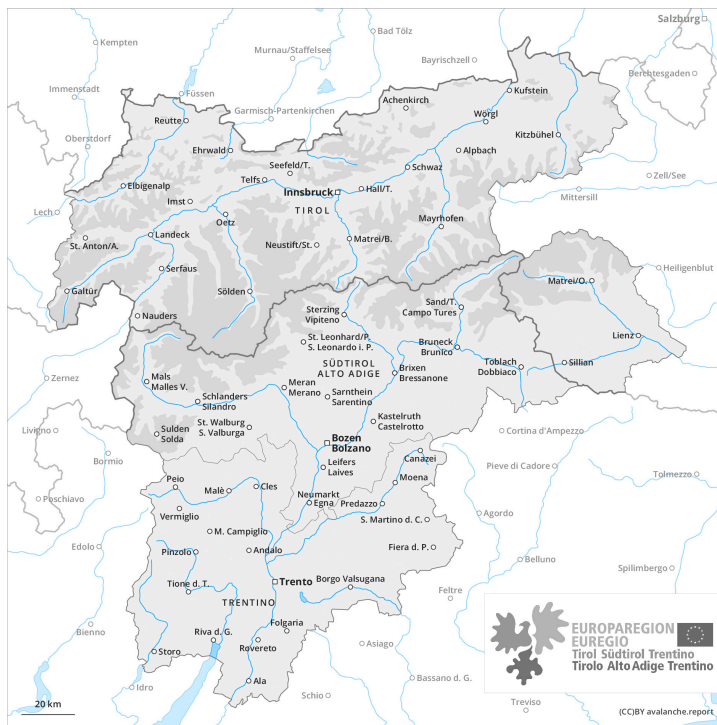 Salzburg
Kempten
Bad Tölz
Murnau/Staffelsee
Bayrischzell
Berchtesgaden
Immenstadt
Füssen
Garmisch-Partenkirchen
Achenkirch
Kufstein
Reutte
Wörgl
Oberstdorf
Ehrwald
Kitzbühel
Alpbach
Seefeld/T.
Schwaz
Telfs
Zell/See
Elbigenalp
Innsbruck
Hall/T.
Mittersill
Imst
TIROL
Lech
Oetz
Mayrhofen
Landeck
St. Anton/A.
Neustift/St.
Matrei/B.
Serfaus
Heiligenblut
Matrei/O.
Galtür
Sölden
Sand/T.
Campo Tures
Nauders
Sterzing
Vipiteno
Lienz
St. Leonhard/P.
S. Leonardo i. P.
Bruneck
Brunico
Toblach
Dobbiaco
Sillian
SÜDTIROL
ALTO ADIGE
Brixen
Bressanone
Zernez
Mals
Malles V.
Meran
Merano
Sarnthein
Sarentino
Schlanders
Silandro
Kastelruth
Castelrotto
St. Walburg
S. Valburga
Livigno
Sulden
Solda
Cortina d'Ampezzo
Bozen
Bolzano
Bormio
Canazei
Pieve di Cadore
Leifers
Laives
Tolmezzo
Peio
Malè
Cles
Moena
Poschiavo
Neumarkt
Egna
Predazzo
Vermiglio
Agordo
S. Martino d. C.
M. Campiglio
Edolo
Pinzolo
Andalo
Fiera d. P.
Belluno
Spilimbergo
Trento
Tione d. T.
Borgo Valsugana
Feltre
TRENTINO
Bienno
Folgaria
Riva d. G.
Rovereto
Asiago
Storo
Ala
Idro
Bassano d. G.
Schio
Treviso
EUROPAREGION
EUREGIO
Tirol Südtirol Trentino
Tirolo Alto Adige Trentino
20 km
(CC)BY avalanche.report